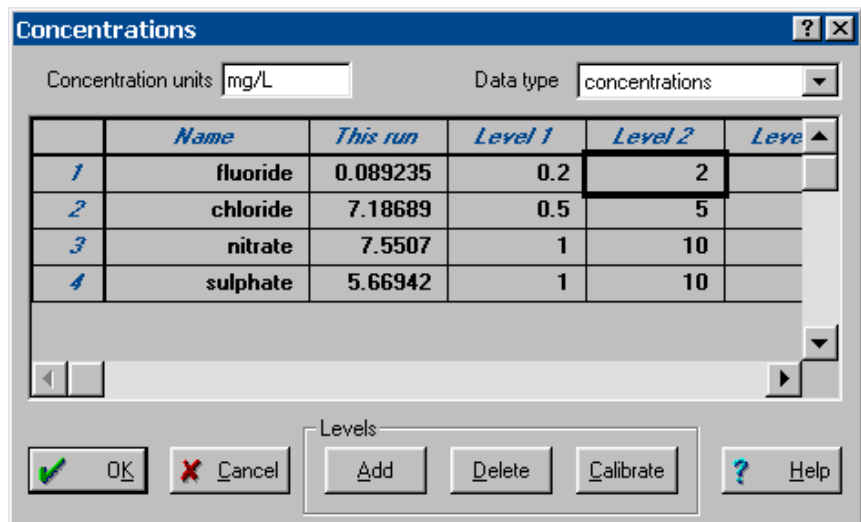 Concentrations
Concentration units mg/L Data type concentrations
Name This run Level 1 Level 2 Leve
1 fluoride 0.089235 0.2 2
2 chloride 7.18689 0.5 5
3 nitrate 7.5507 1 10
4 sulphate 5.66942 1 10
Levels
OK Cancel Add Delete Calibrate ? Help